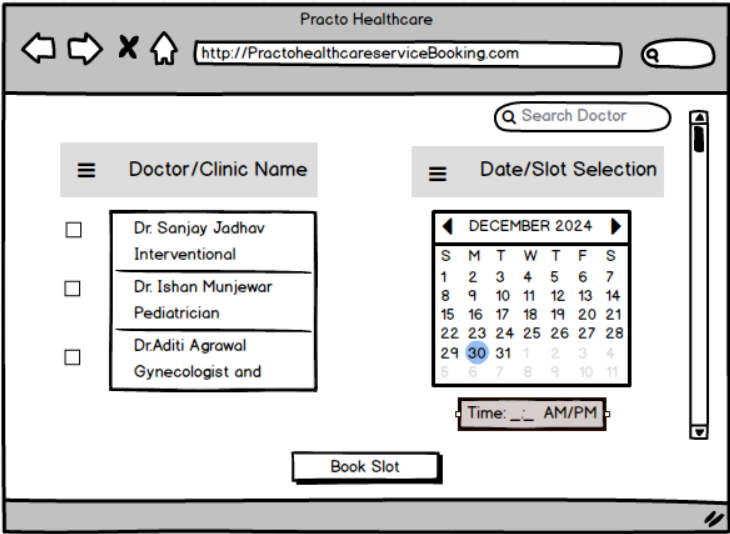 Practo Healthcare
http://PractohealthcareserviceBooking.com
Search Doctor
Doctor/Clinic Name
Dr. Sanjay Jadhav
Interventional
Dr. Ishan Munjewar
Pediatrician
Dr.Aditi Agrawal
Gynecologist and
Date/Slot Selection
DECEMBER 2024
S M T W T F S
1 2 3 4 5 6 7
8 9 10 11 12 13 14
15 16 17 18 19 20 21
22 23 24 25 26 27 28
29 30 31 1 2 3 4
5 6 7 8 9 10 11
Time: _:_ AM/PM
Book Slot